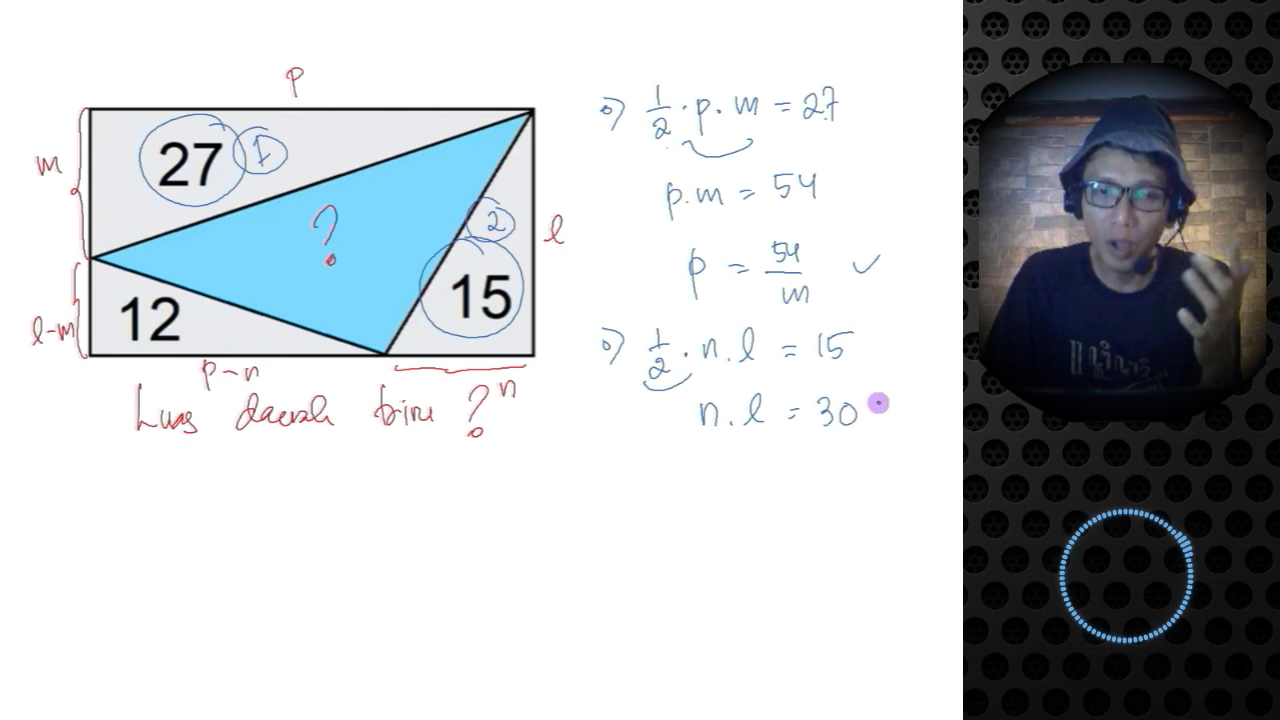 p
m
27
1
?
2
l
12
15
l-m
p-n
n
Luas daerah biru ?
1/2 · p · m = 27
p.m = 54
p = 54/m ✓
1/2 · n. l = 15
n. l = 30